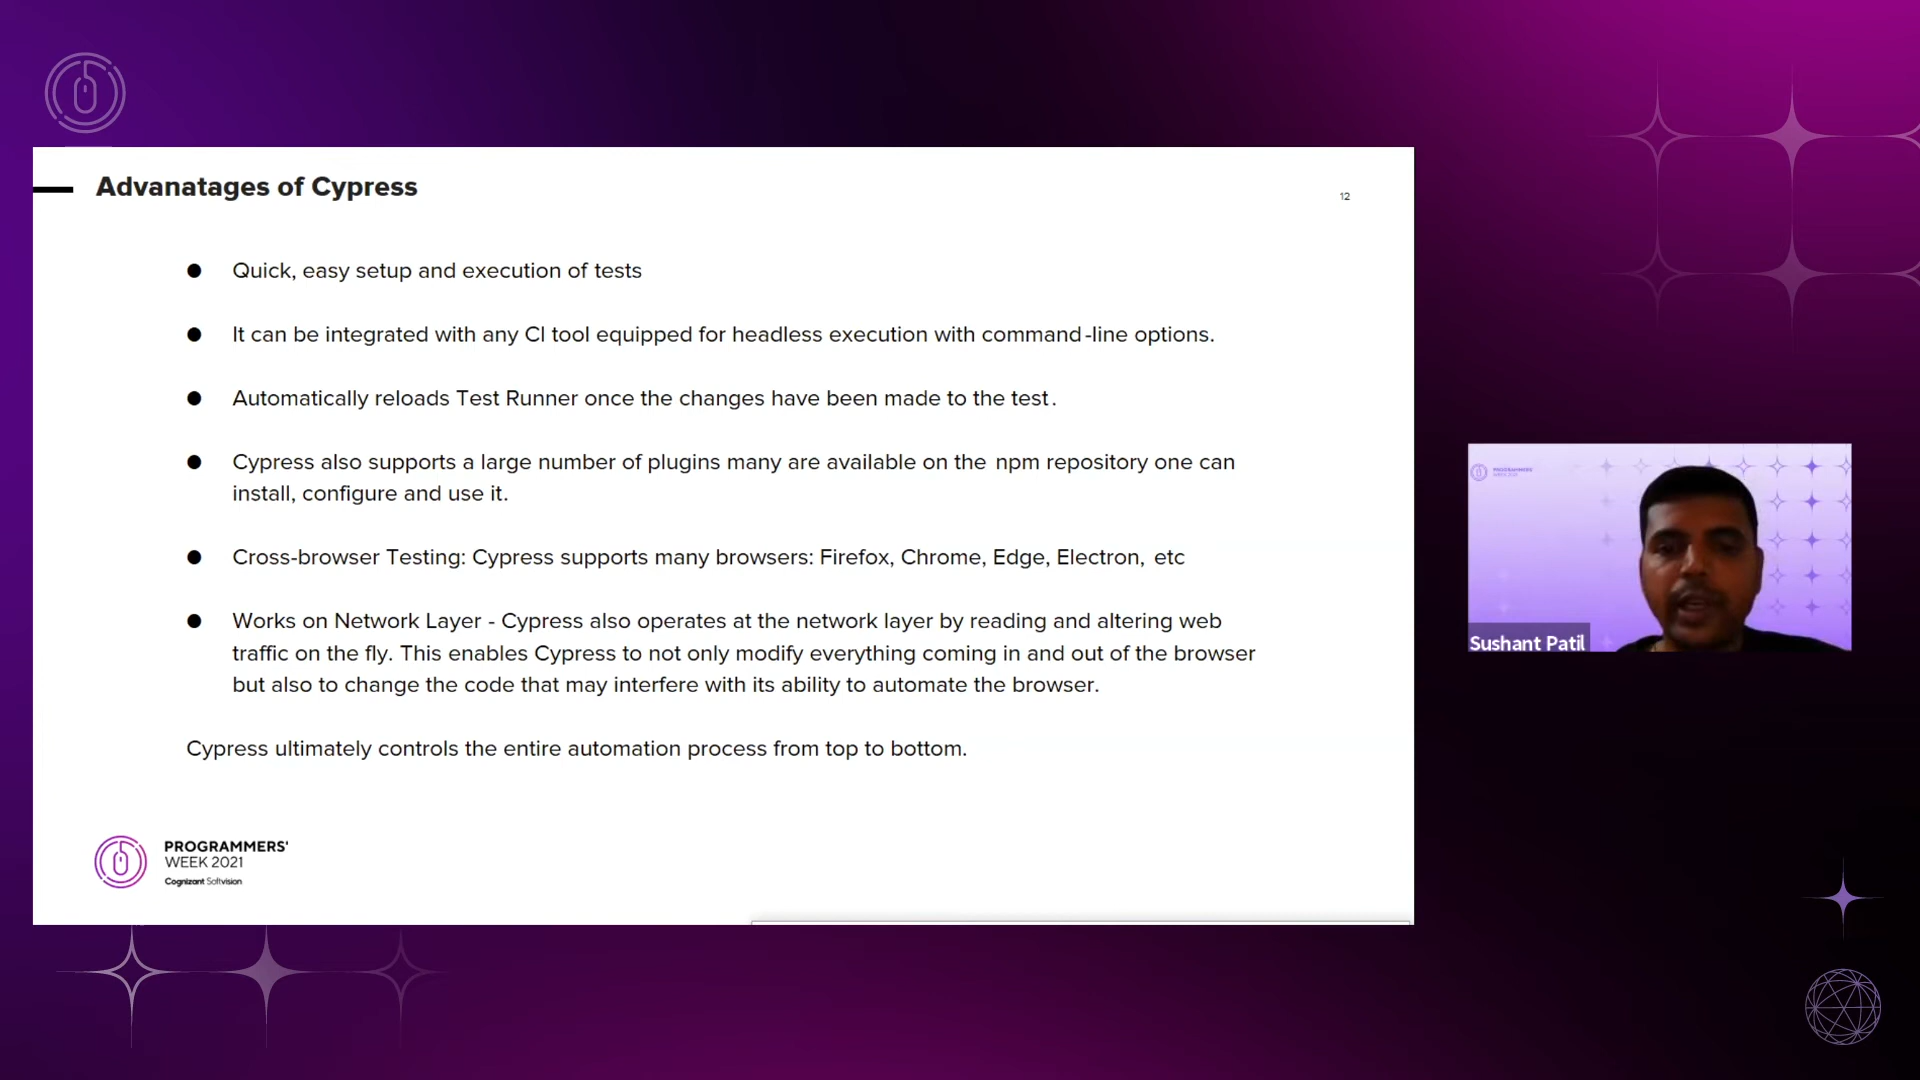 Advanatages of Cypress
12
● Quick, easy setup and execution of tests
● It can be integrated with any CI tool equipped for headless execution with command-line options.
● Automatically reloads Test Runner once the changes have been made to the test.
● Cypress also supports a large number of plugins many are available on the npm repository one can
install, configure and use it.
● Cross-browser Testing: Cypress supports many browsers: Firefox, Chrome, Edge, Electron, etc
● Works on Network Layer - Cypress also operates at the network layer by reading and altering web
traffic on the fly. This enables Cypress to not only modify everything coming in and out of the browser
but also to change the code that may interfere with its ability to automate the browser.
Cypress ultimately controls the entire automation process from top to bottom.
PROGRAMMERS'
WEEK 2021
Cognizant Softvision
PROGRAMMERS'
WEEK 2021
Sushant Patil